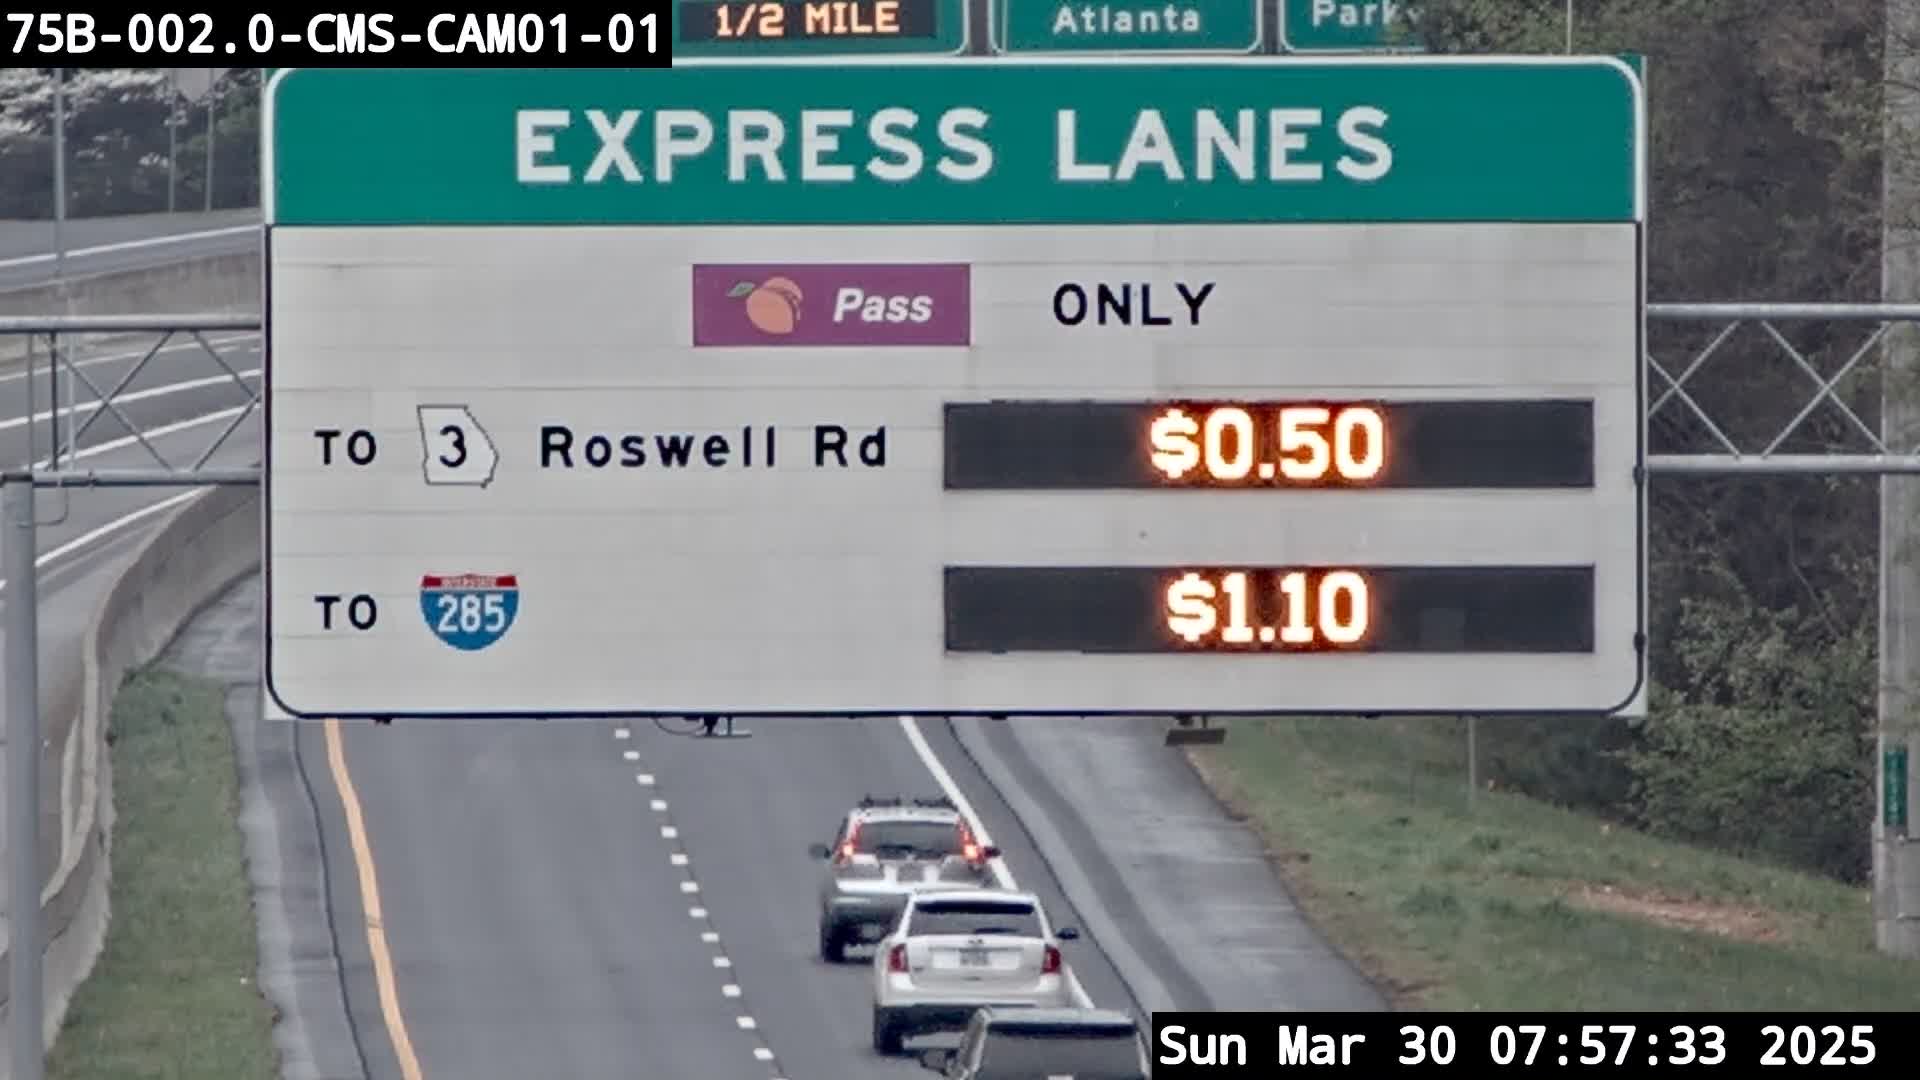 75B-002.0-CMS-CAM01-01
1/2 MILE
Atlanta
EXPRESS LANES
Pass ONLY
TO 3 Roswell Rd $0.50
TO INTERSTATE 285 $1.10
Sun Mar 30 07:57:33 2025